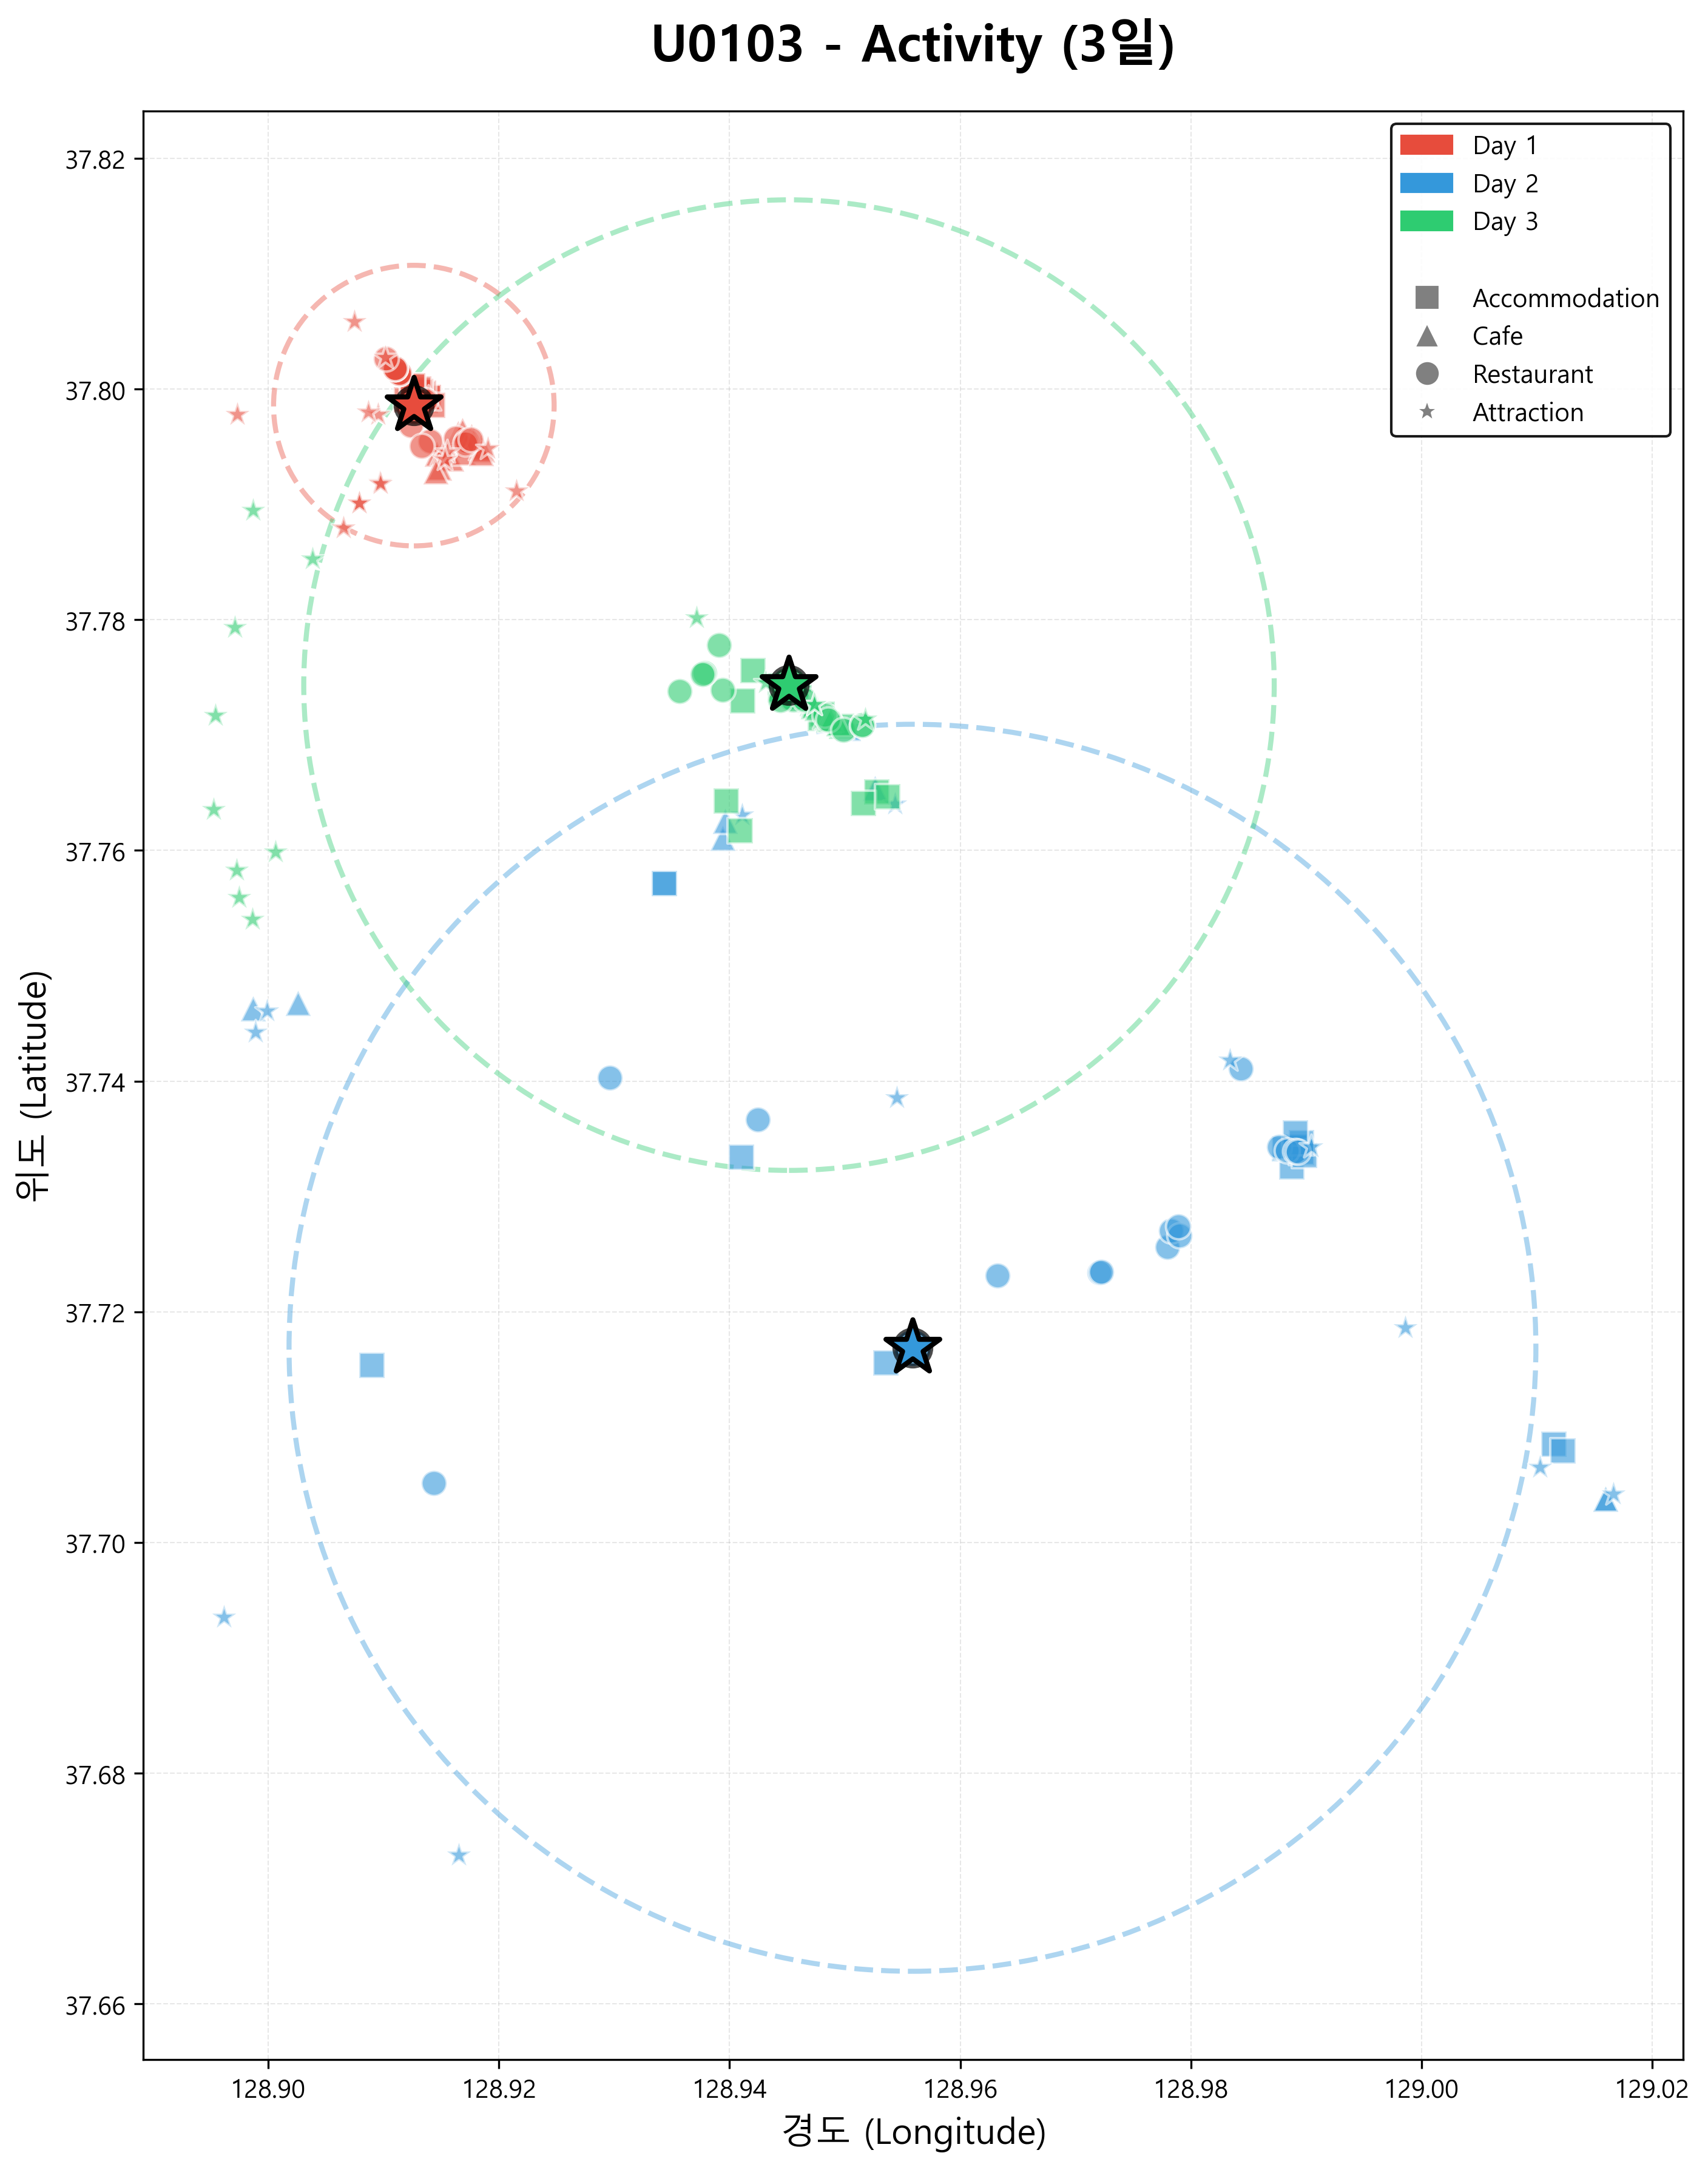 U0103 - Activity (3일)
Day 1
Day 2
Day 3
Accommodation
Cafe
Restaurant
Attraction
37.82
37.80
37.78
37.76
37.74
37.72
37.70
37.68
37.66
위도 (Latitude)
128.90 128.92 128.94 128.96 128.98 129.00 129.02
경도 (Longitude)